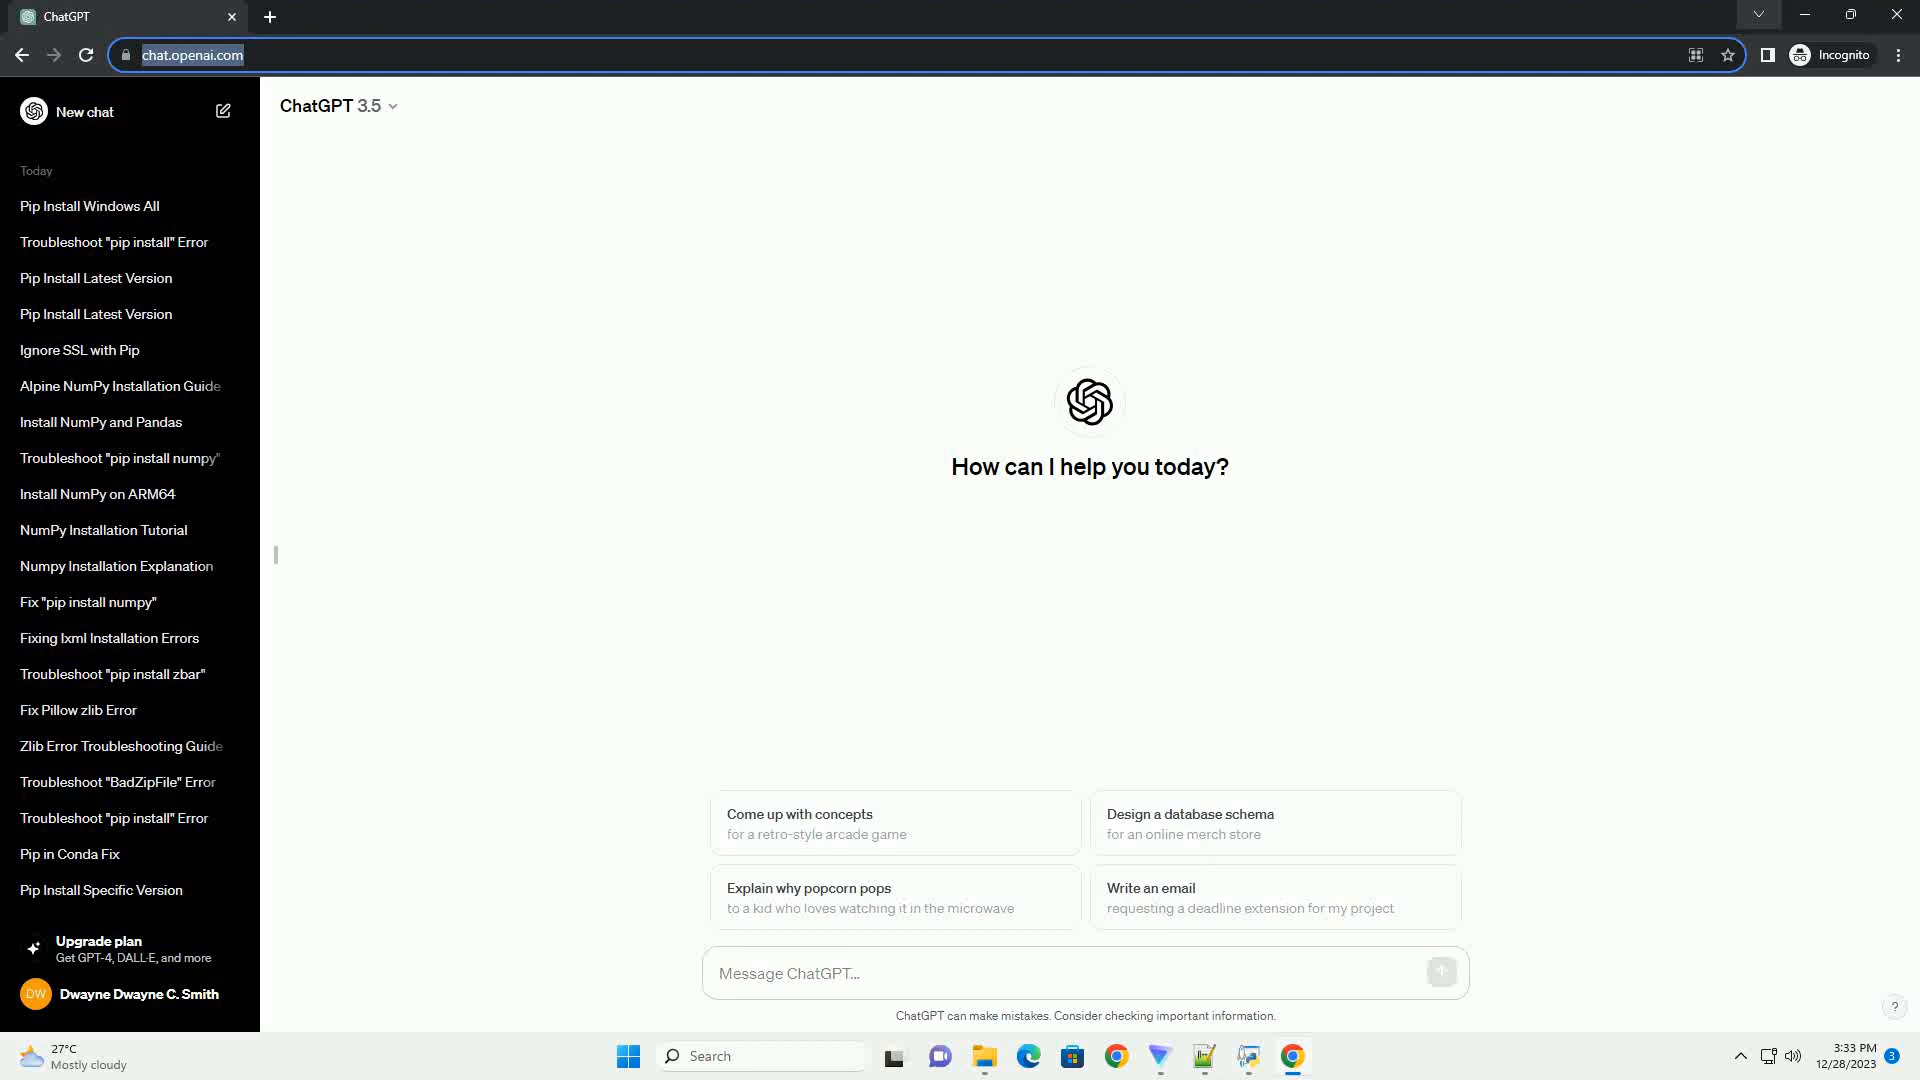 ChatGPT
chat.openai.com
Incognito
New chat
ChatGPT 3.5
Today
Pip Install Windows All
Troubleshoot "pip install" Error
Pip Install Latest Version
Pip Install Latest Version
Ignore SSL with Pip
Alpine NumPy Installation Guide
Install NumPy and Pandas
Troubleshoot "pip install numpy"
Install NumPy on ARM64
NumPy Installation Tutorial
Numpy Installation Explanation
Fix "pip install numpy"
Fixing lxml Installation Errors
Troubleshoot "pip install zbar"
Fix Pillow zlib Error
Zlib Error Troubleshooting Guide
Troubleshoot "BadZipFile" Error
Troubleshoot "pip install" Error
Pip in Conda Fix
Pip Install Specific Version
Upgrade plan
Get GPT-4, DALL·E, and more
DW Dwayne Dwayne C. Smith
How can I help you today?
Come up with concepts
for a retro-style arcade game
Design a database schema
for an online merch store
Explain why popcorn pops
to a kid who loves watching it in the microwave
Write an email
requesting a deadline extension for my project
Message ChatGPT...
ChatGPT can make mistakes. Consider checking important information.
?
27°C
Mostly cloudy
Search
3:33 PM
12/28/2023
3